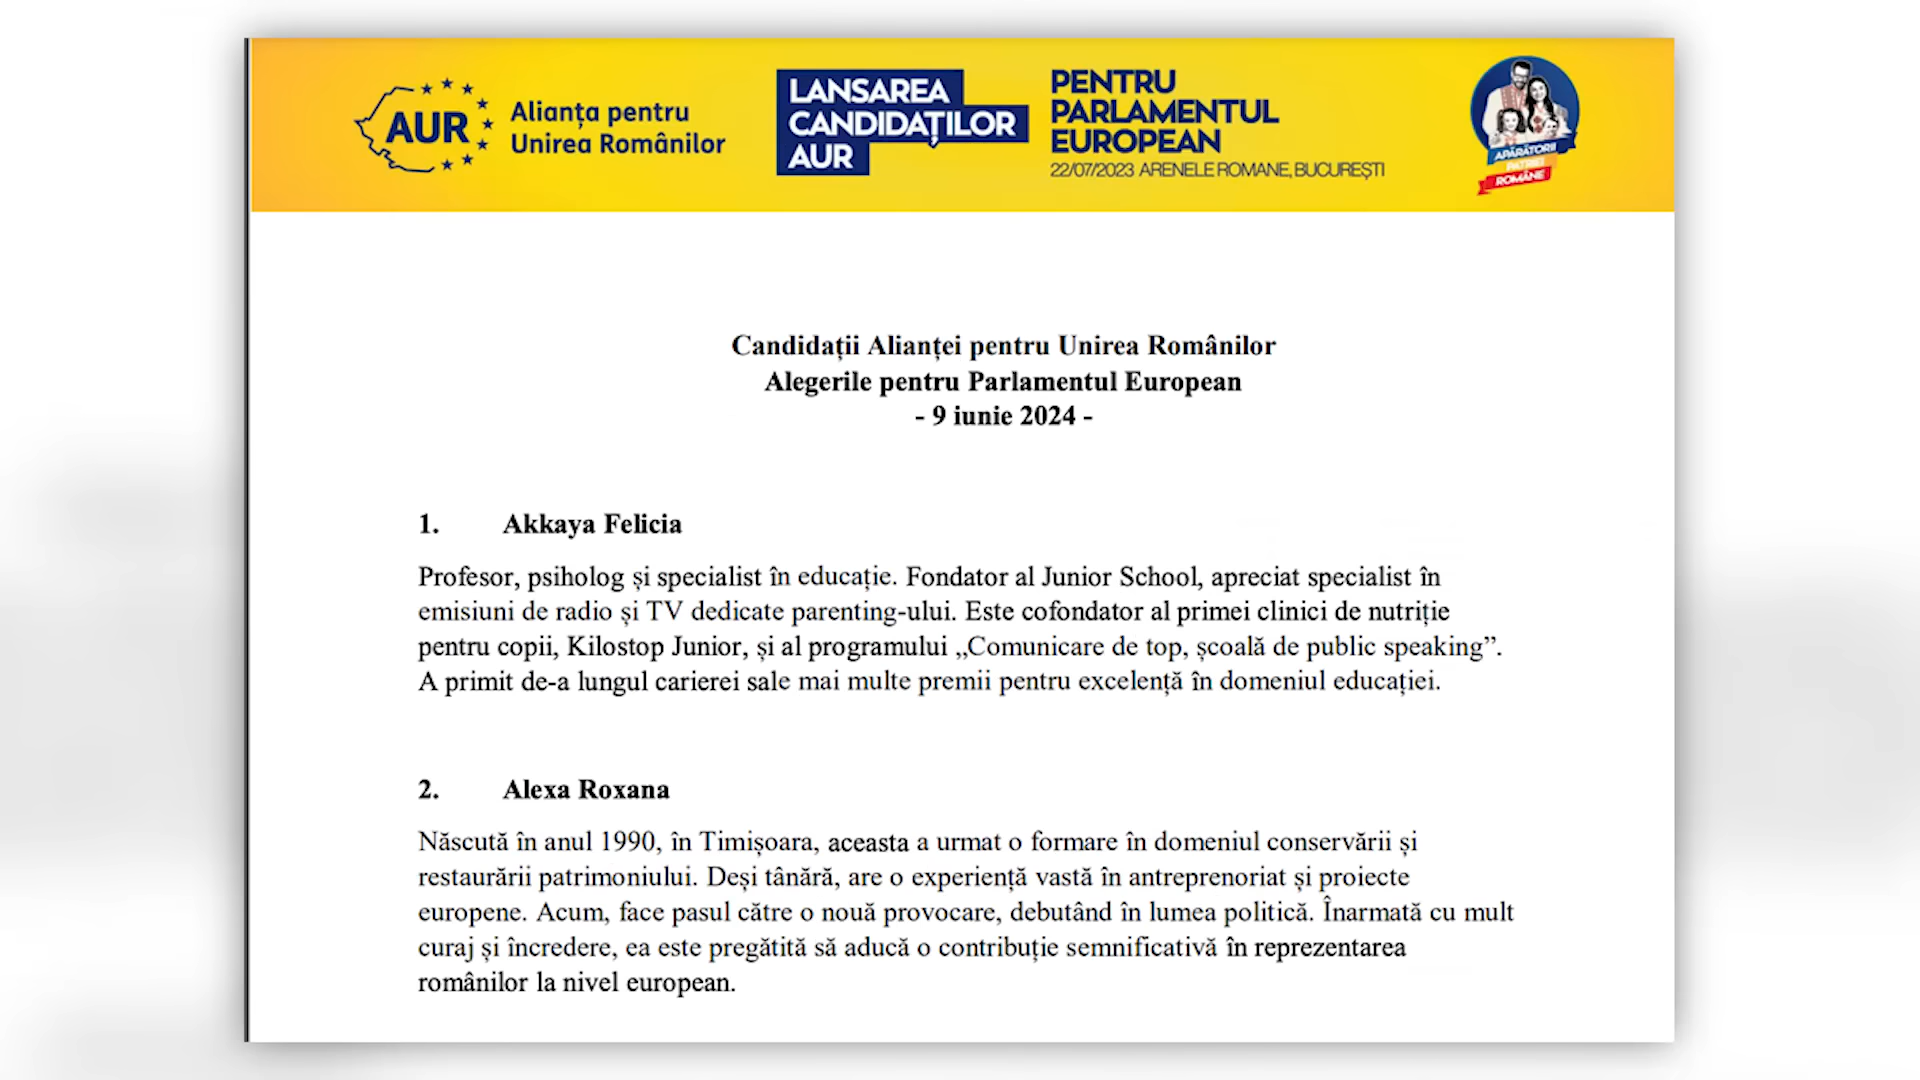 AUR
Alianța pentru
Unirea Românilor
LANSAREA
CANDIDAȚILOR
AUR
PENTRU
PARLAMENTUL
EUROPEAN
22/07/2023 ARENELE ROMANE, BUCUREȘTI
APĂRĂTORII
PATRIEI
ROMÂNE
Candidații Alianței pentru Unirea Românilor
Alegerile pentru Parlamentul European
- 9 iunie 2024 -
1. Akkaya Felicia
Profesor, psiholog și specialist în educație. Fondator al Junior School, apreciat specialist în
emisiuni de radio și TV dedicate parenting-ului. Este cofondator al primei clinici de nutriție
pentru copii, Kilostop Junior, și al programului „Comunicare de top, școală de public speaking”.
A primit de-a lungul carierei sale mai multe premii pentru excelență în domeniul educației.
2. Alexa Roxana
Născută în anul 1990, în Timișoara, aceasta a urmat o formare în domeniul conservării și
restaurării patrimoniului. Deși tânără, are o experiență vastă în antreprenoriat și proiecte
europene. Acum, face pasul către o nouă provocare, debutând în lumea politică. Înarmată cu mult
curaj și încredere, ea este pregătită să aducă o contribuție semnificativă în reprezentarea
românilor la nivel european.